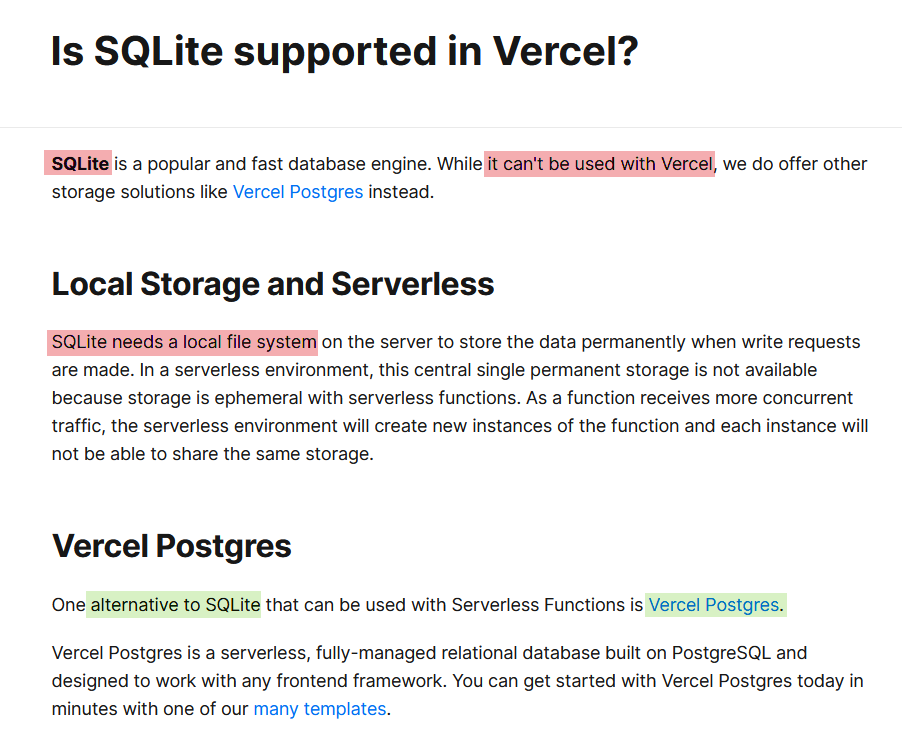 Is SQLite supported in Vercel?
SQLite is a popular and fast database engine. While it can't be used with Vercel, we do offer other
storage solutions like Vercel Postgres instead.
Local Storage and Serverless
SQLite needs a local file system on the server to store the data permanently when write requests
are made. In a serverless environment, this central single permanent storage is not available
because storage is ephemeral with serverless functions. As a function receives more concurrent
traffic, the serverless environment will create new instances of the function and each instance will
not be able to share the same storage.
Vercel Postgres
One alternative to SQLite that can be used with Serverless Functions is Vercel Postgres.
Vercel Postgres is a serverless, fully-managed relational database built on PostgreSQL and
designed to work with any frontend framework. You can get started with Vercel Postgres today in
minutes with one of our many templates.